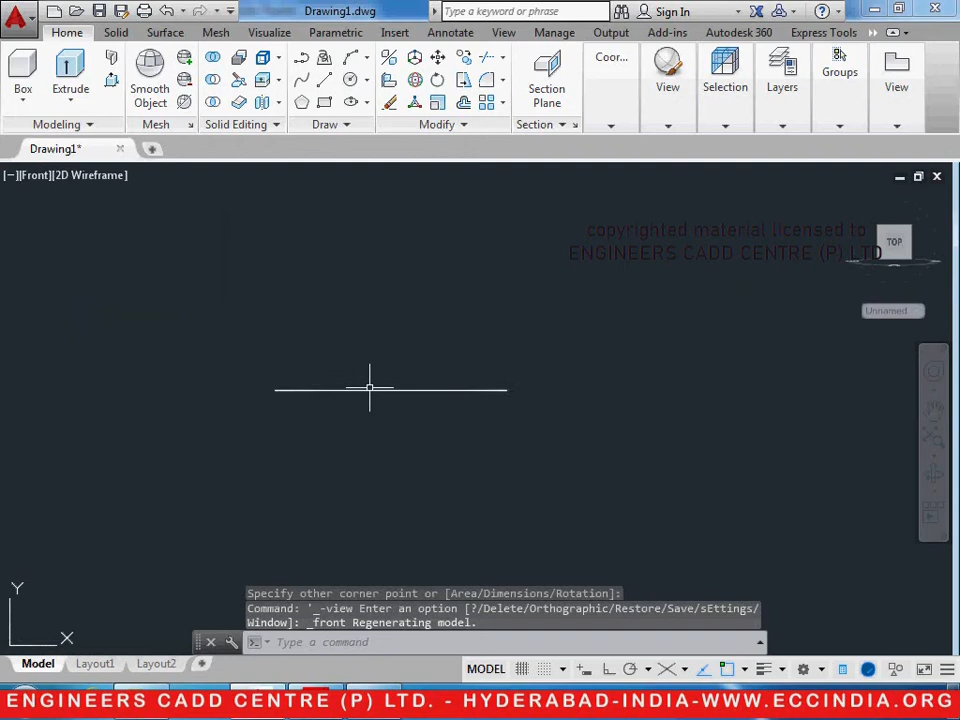 Drawing1.dwg
Type a keyword or phrase
Sign In
Home Solid Surface Mesh Visualize Parametric Insert Annotate View Manage Output Add-ins Autodesk 360 Express Tools
Box
Extrude
Smooth
Object
Section
Plane
Coor...
View
Selection
Layers
Groups
View
Modeling
Mesh
Solid Editing
Draw
Modify
Section
Drawing1*
[−][Front][2D Wireframe]
copyrighted material licensed to
ENGINEERS CADD CENTRE (P) LTD
TOP
Unnamed
Y
X
Specify other corner point or [Area/Dimensions/Rotation]:
Command: '_-view Enter an option [?/Delete/Orthographic/Restore/Save/sEttings/
Window]: _front Regenerating model.
Type a command
Model Layout1 Layout2
MODEL
ENGINEERS CADD CENTRE (P) LTD. - HYDERABAD-INDIA-WWW.ECCINDIA.ORG